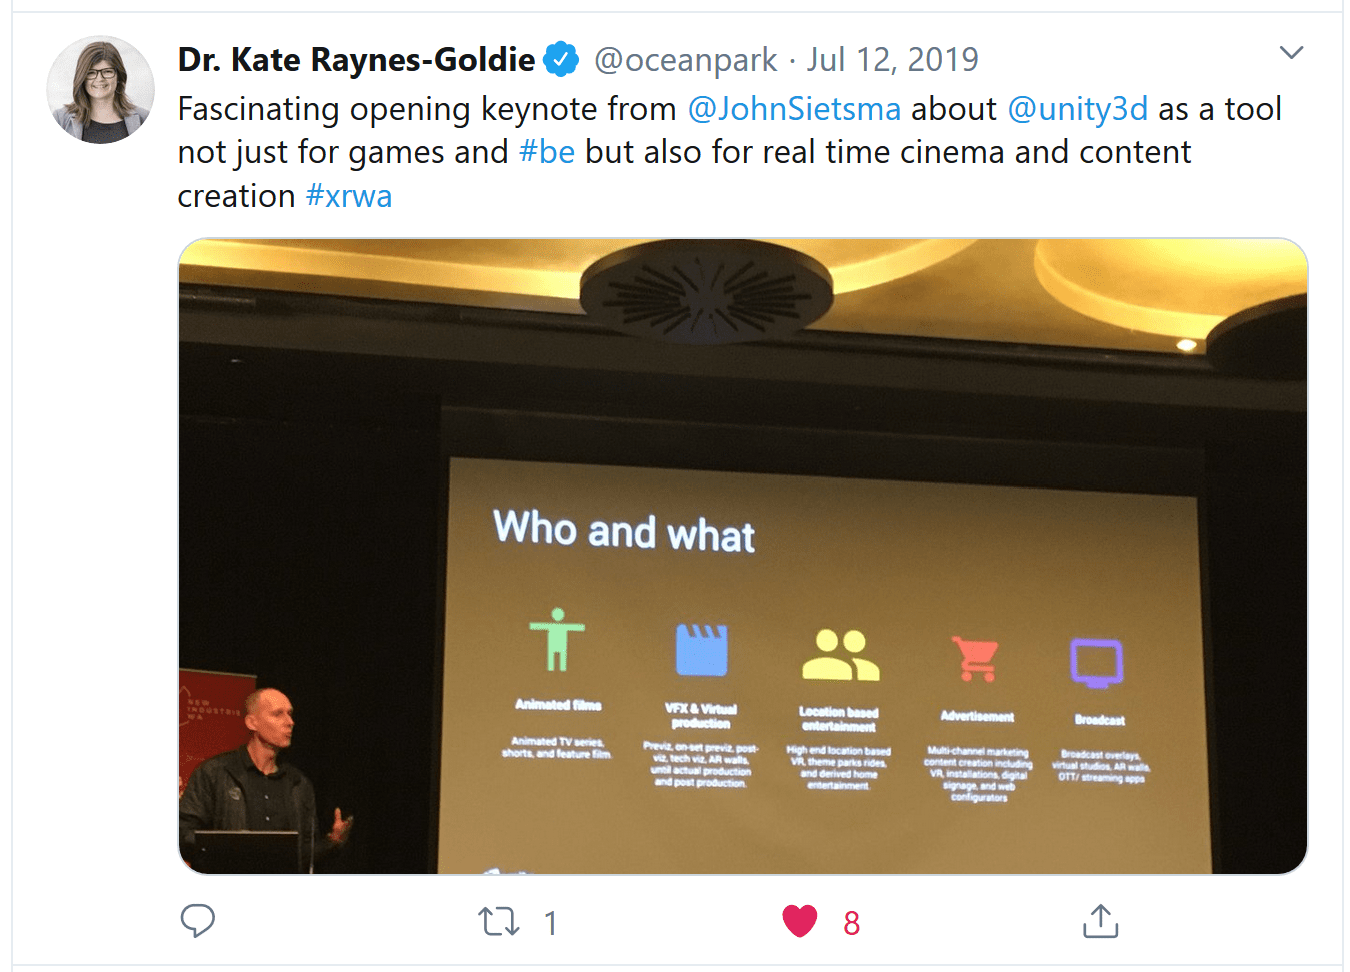 Dr. Kate Raynes-Goldie @oceanpark · Jul 12, 2019
Fascinating opening keynote from @JohnSietsma about @unity3d as a tool
not just for games and #be but also for real time cinema and content
creation #xrwa
NEW
INDUSTRIES
WA
Who and what
Animated films
Animated TV series,
shorts, and feature film
VFX & Virtual
production
Previz, on-set previz, post-
viz, tech viz, AR walls,
until actual production
and post production.
Location based
entertainment
High end location based
VR, theme parks rides,
and derived home
entertainment.
Advertisement
Multi-channel marketing
content creation including
VR, installations, digital
signage, and web
configurators
Broadcast
Broadcast overlays,
virtual studios, AR walls,
OTT/ streaming apps
1
8